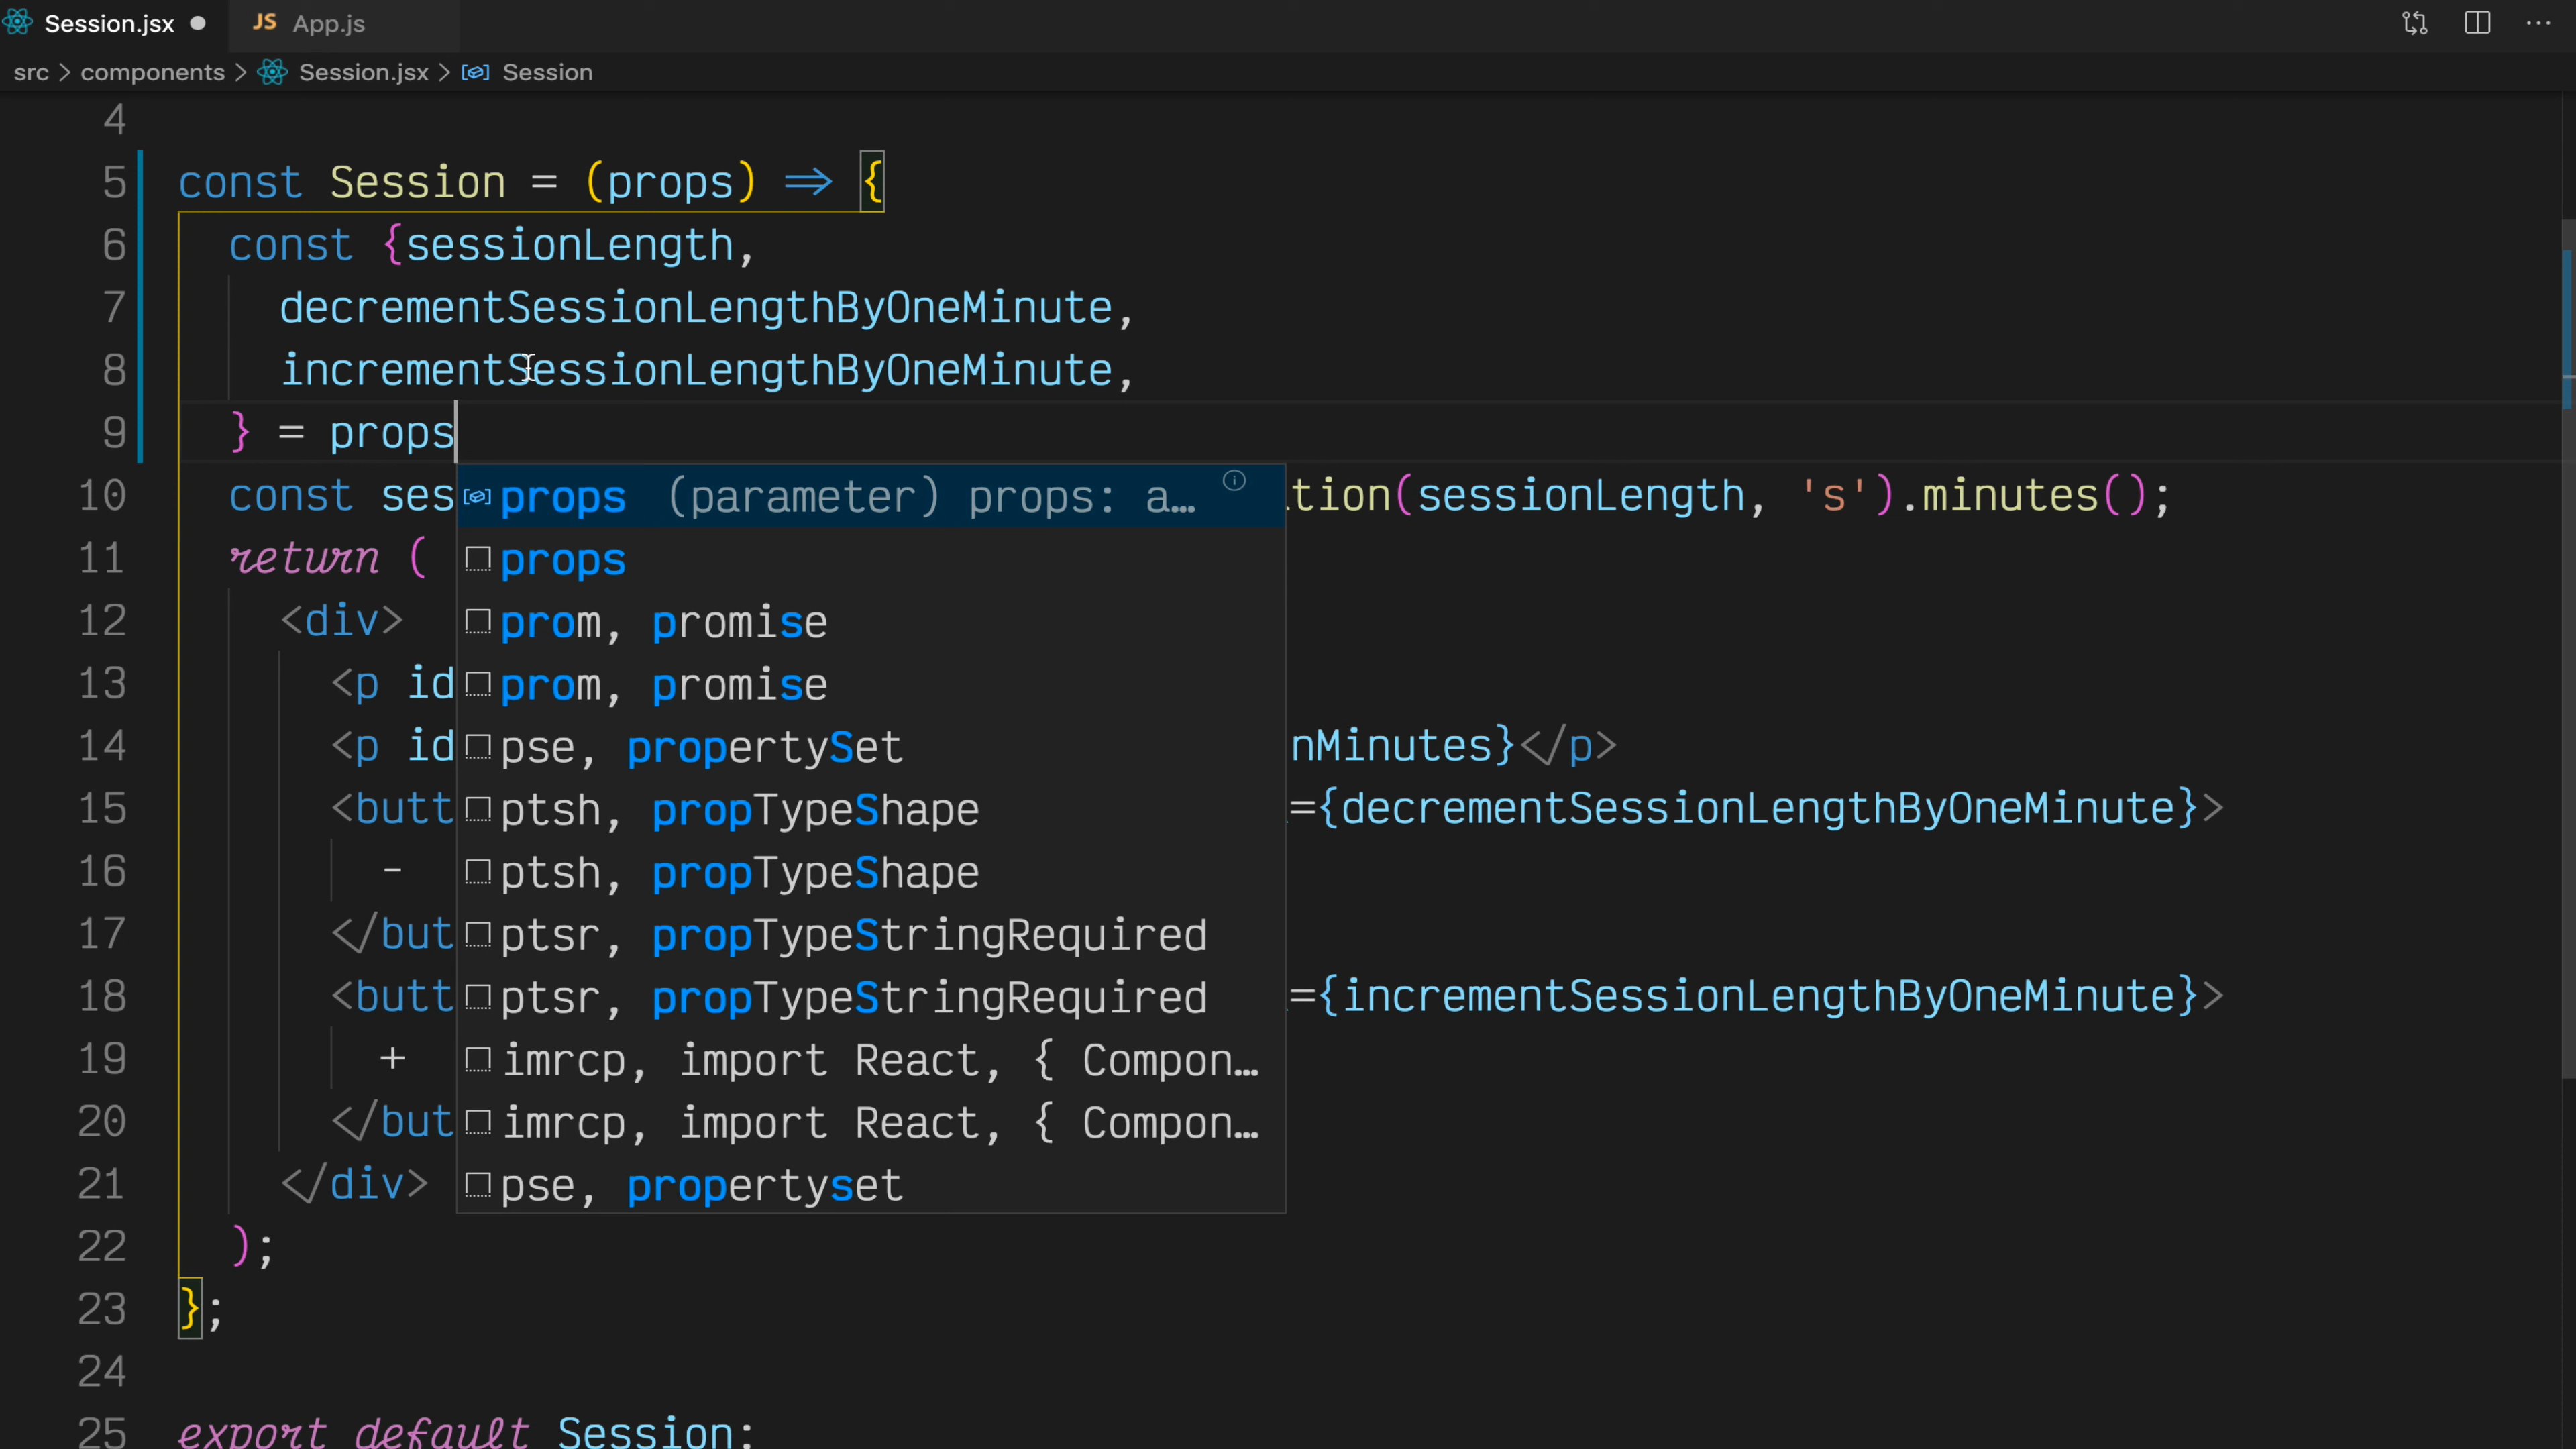 Session.jsx JS App.js
src > components > Session.jsx > Session
4
5 const Session = (props) => {
6 const {sessionLength,
7 decrementSessionLengthByOneMinute,
8 incrementSessionLengthByOneMinute,
9 } = props
10 const ses props (parameter) props: a… tion(sessionLength, 's').minutes();
11 return ( props
12 <div> prom, promise
13 <p id prom, promise
14 <p id pse, propertySet nMinutes}</p>
15 <butt ptsh, propTypeShape ={decrementSessionLengthByOneMinute}>
16 - ptsh, propTypeShape
17 </but ptsr, propTypeStringRequired
18 <butt ptsr, propTypeStringRequired ={incrementSessionLengthByOneMinute}>
19 + imrcp, import React, { Compon…
20 </but imrcp, import React, { Compon…
21 </div> pse, propertyset
22 );
23 };
24
25 export default Session;